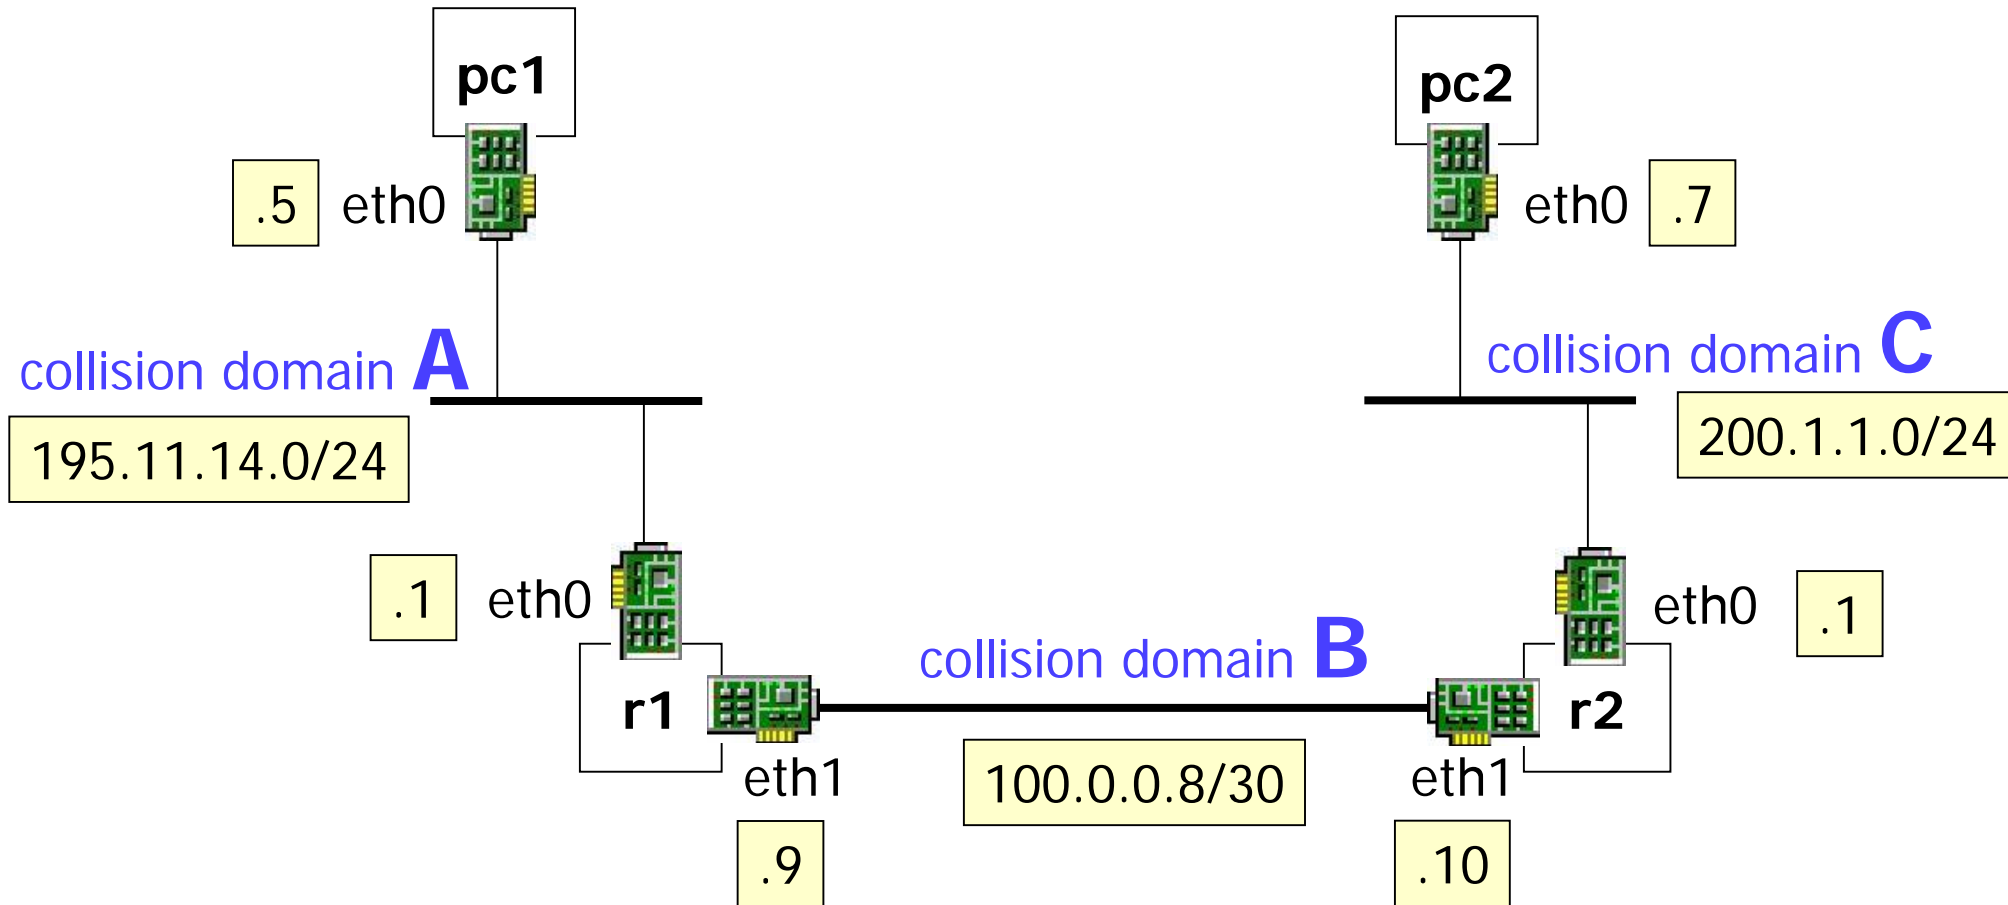 pc1
pc2
.5 eth0
eth0 .7
collision domain A
collision domain C
195.11.14.0/24
200.1.1.0/24
.1 eth0
eth0 .1
collision domain B
r1
r2
eth1
100.0.0.8/30
eth1
.9
.10